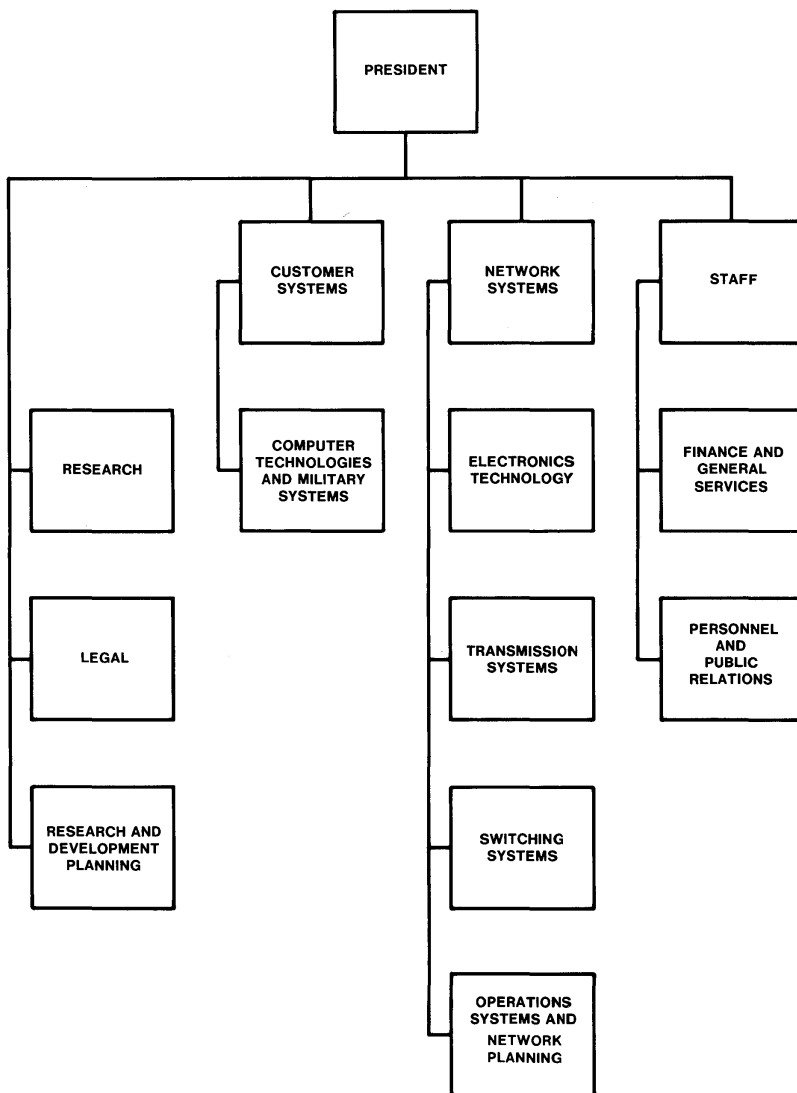 PRESIDENT
CUSTOMER
SYSTEMS
NETWORK
SYSTEMS
STAFF
RESEARCH
COMPUTER
TECHNOLOGIES
AND MILITARY
SYSTEMS
ELECTRONICS
TECHNOLOGY
FINANCE AND
GENERAL
SERVICES
LEGAL
TRANSMISSION
SYSTEMS
PERSONNEL
AND
PUBLIC
RELATIONS
RESEARCH AND
DEVELOPMENT
PLANNING
SWITCHING
SYSTEMS
OPERATIONS
SYSTEMS AND
NETWORK
PLANNING